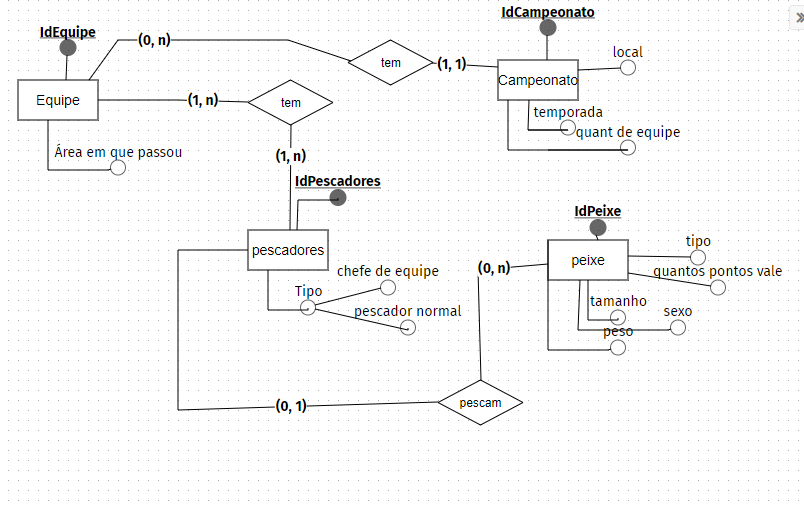 IdEquipe
(0, n)
IdCampeonato
local
tem
(1, 1)
Campeonato
Equipe
(1, n)
tem
temporada
quant de equipe
Área em que passou
(1, n)
IdPescadores
IdPeixe
pescadores
tipo
(0, n)
peixe
chefe de equipe
quantos pontos vale
Tipo
pescador normal
tamanho
sexo
peso
(0, 1)
pescam